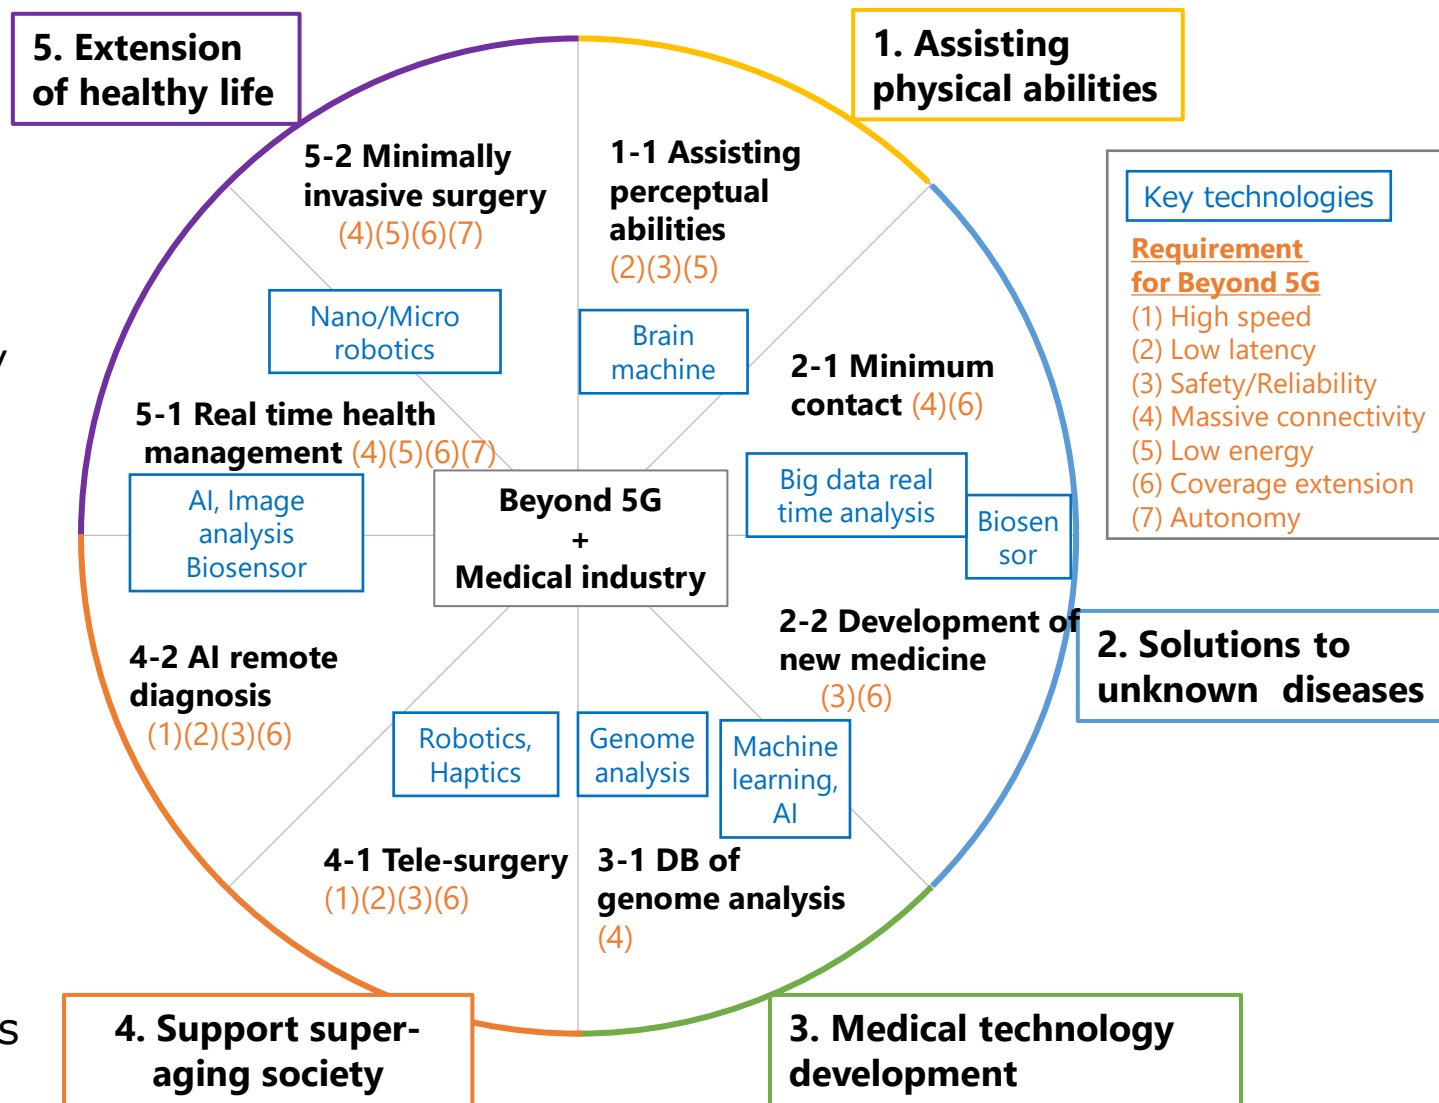 5. Extension
of healthy life
1. Assisting
physical abilities
5-2 Minimally
invasive surgery
(4)(5)(6)(7)
Nano/Micro
robotics
1-1 Assisting
perceptual
abilities
(2)(3)(5)
Brain
machine
Key technologies
Requirement
for Beyond 5G
(1) High speed
(2) Low latency
(3) Safety/Reliability
(4) Massive connectivity
(5) Low energy
(6) Coverage extension
(7) Autonomy
y
5-1 Real time health
management (4)(5)(6)(7)
AI, Image
analysis
Biosensor
2-1 Minimum
contact (4)(6)
Big data real
time analysis
Biosen
sor
Beyond 5G
+
Medical industry
2-2 Development of
new medicine
(3)(6)
2. Solutions to
unknown diseases
4-2 AI remote
diagnosis
(1)(2)(3)(6)
Robotics,
Haptics
Genome
analysis
Machine
learning,
AI
4-1 Tele-surgery
(1)(2)(3)(6)
3-1 DB of
genome analysis
(4)
s
4. Support super-
aging society
3. Medical technology
development